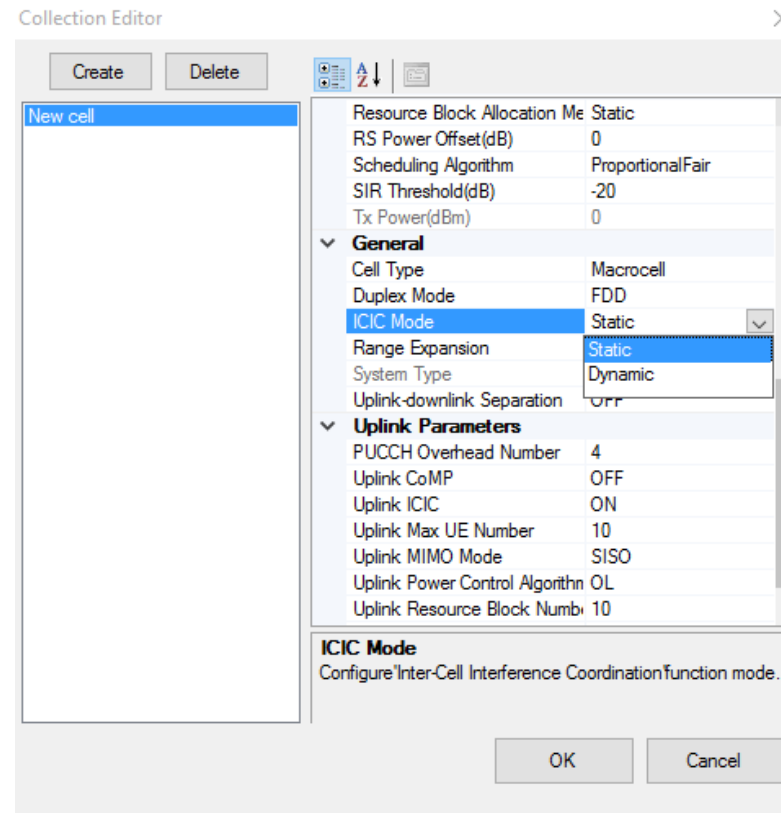 Collection Editor
Create Delete
New cell
Resource Block Allocation Me Static
RS Power Offset(dB) 0
Scheduling Algorithm ProportionalFair
SIR Threshold(dB) -20
Tx Power(dBm) 0
General
Cell Type Macrocell
Duplex Mode FDD
ICIC Mode Static
Range Expansion Static
System Type Dynamic
Uplink-downlink Separation OFF
Uplink Parameters
PUCCH Overhead Number 4
Uplink CoMP OFF
Uplink ICIC ON
Uplink Max UE Number 10
Uplink MIMO Mode SISO
Uplink Power Control Algorithm OL
Uplink Resource Block Numb 10
ICIC Mode
Configure'Inter-Cell Interference Coordination'function mode.
OK Cancel